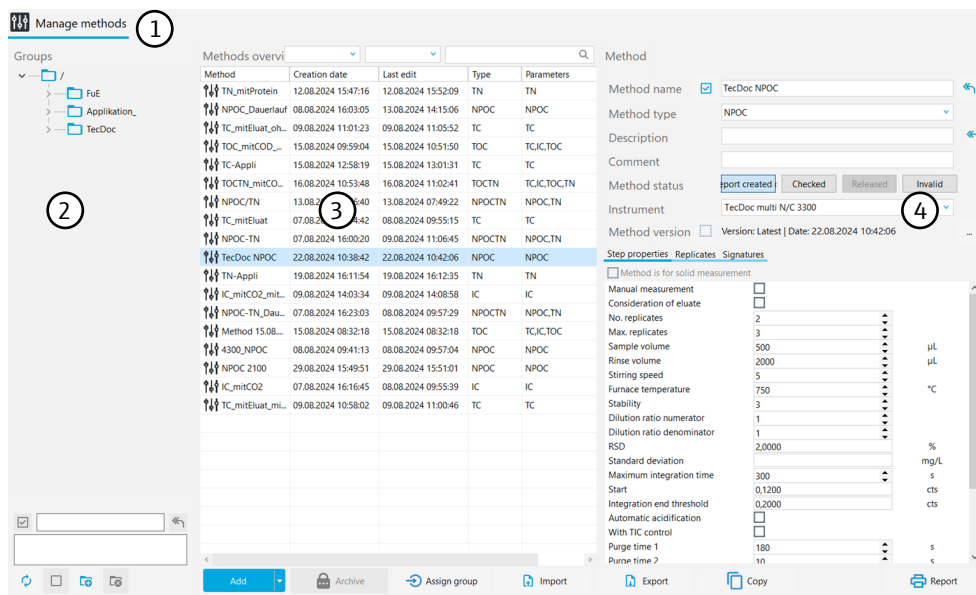 Manage methods
1
Groups
/
FuE
Applikation_
TecDoc
2
Methods overvi
Method Creation date Last edit Type Parameters
TN_mitProtein 12.08.2024 15:47:16 12.08.2024 15:52:09 TN TN
NPOC_Dauerlauf 08.08.2024 16:03:05 13.08.2024 14:15:06 NPOC NPOC
TC_mitEluat_oh... 09.08.2024 11:01:23 09.08.2024 11:05:52 TC TC
TOC_mitCOD_... 15.08.2024 09:59:04 15.08.2024 10:51:50 TOC TC,IC,TOC
TC-Appli 15.08.2024 12:58:19 15.08.2024 13:01:31 TC TC
TOCTN_mitCO... 16.08.2024 10:53:48 16.08.2024 11:02:41 TOCTN TC,IC,TOC,TN
NPOC/TN 13.08. 5:40 13.08.2024 07:49:22 NPOCTN NPOC,TN
3
TC_mitEluat 07.08. 4:42 08.08.2024 09:55:15 TC TC
NPOC-TN 07.08.2024 16:00:20 09.08.2024 11:06:45 NPOCTN NPOC,TN
TecDoc NPOC 22.08.2024 10:38:42 22.08.2024 10:42:06 NPOC NPOC
TN-Appli 19.08.2024 16:11:54 19.08.2024 16:12:35 TN TN
IC_mitCO2_mit... 09.08.2024 14:03:34 09.08.2024 14:08:58 IC IC
NPOC-TN_Dau... 07.08.2024 16:23:03 08.08.2024 09:57:29 NPOCTN NPOC,TN
Method 15.08.... 15.08.2024 08:32:18 15.08.2024 08:32:18 TOC TC,IC,TOC
4300_NPOC 08.08.2024 09:41:13 08.08.2024 09:57:04 NPOC NPOC
NPOC 2100 29.08.2024 15:49:51 29.08.2024 15:51:01 NPOC NPOC
IC_mitCO2 07.08.2024 16:16:45 08.08.2024 09:55:39 IC IC
TC_mitEluat_mi... 09.08.2024 10:58:02 09.08.2024 11:00:46 TC TC
Method
Method name TecDoc NPOC
Method type NPOC
Description
Comment
Method status eport created Checked Released Invalid
Instrument TecDoc multi N/C 3300
4
Method version Version: Latest | Date: 22.08.2024 10:42:06 ...
Step properties Replicates Signatures
Method is for solid measurement
Manual measurement
Consideration of eluate
No. replicates 2
Max. replicates 3
Sample volume 500 µL
Rinse volume 2000 µL
Stirring speed 5
Furnace temperature 750 °C
Stability 3
Dilution ratio numerator 1
Dilution ratio denominator 1
RSD 2,0000 %
Standard deviation mg/L
Maximum integration time 300 s
Start 0,1200 cts
Integration end threshold 0,2000 cts
Automatic acidification
With TIC control
Purge time 1 180 s
Purge time 2 10 s
Add Archive Assign group Import Export Copy Report